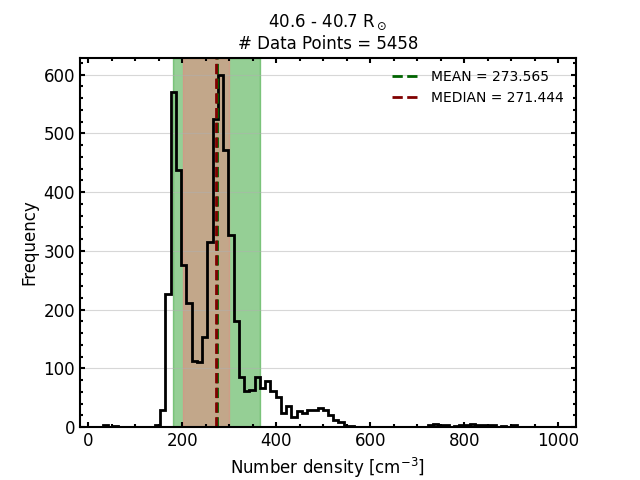 40.6 - 40.7 R⊙
# Data Points = 5458
MEAN = 273.565
MEDIAN = 271.444
600
500
400
300
200
100
0
Frequency
0 200 400 600 800 1000
Number density [cm⁻³]